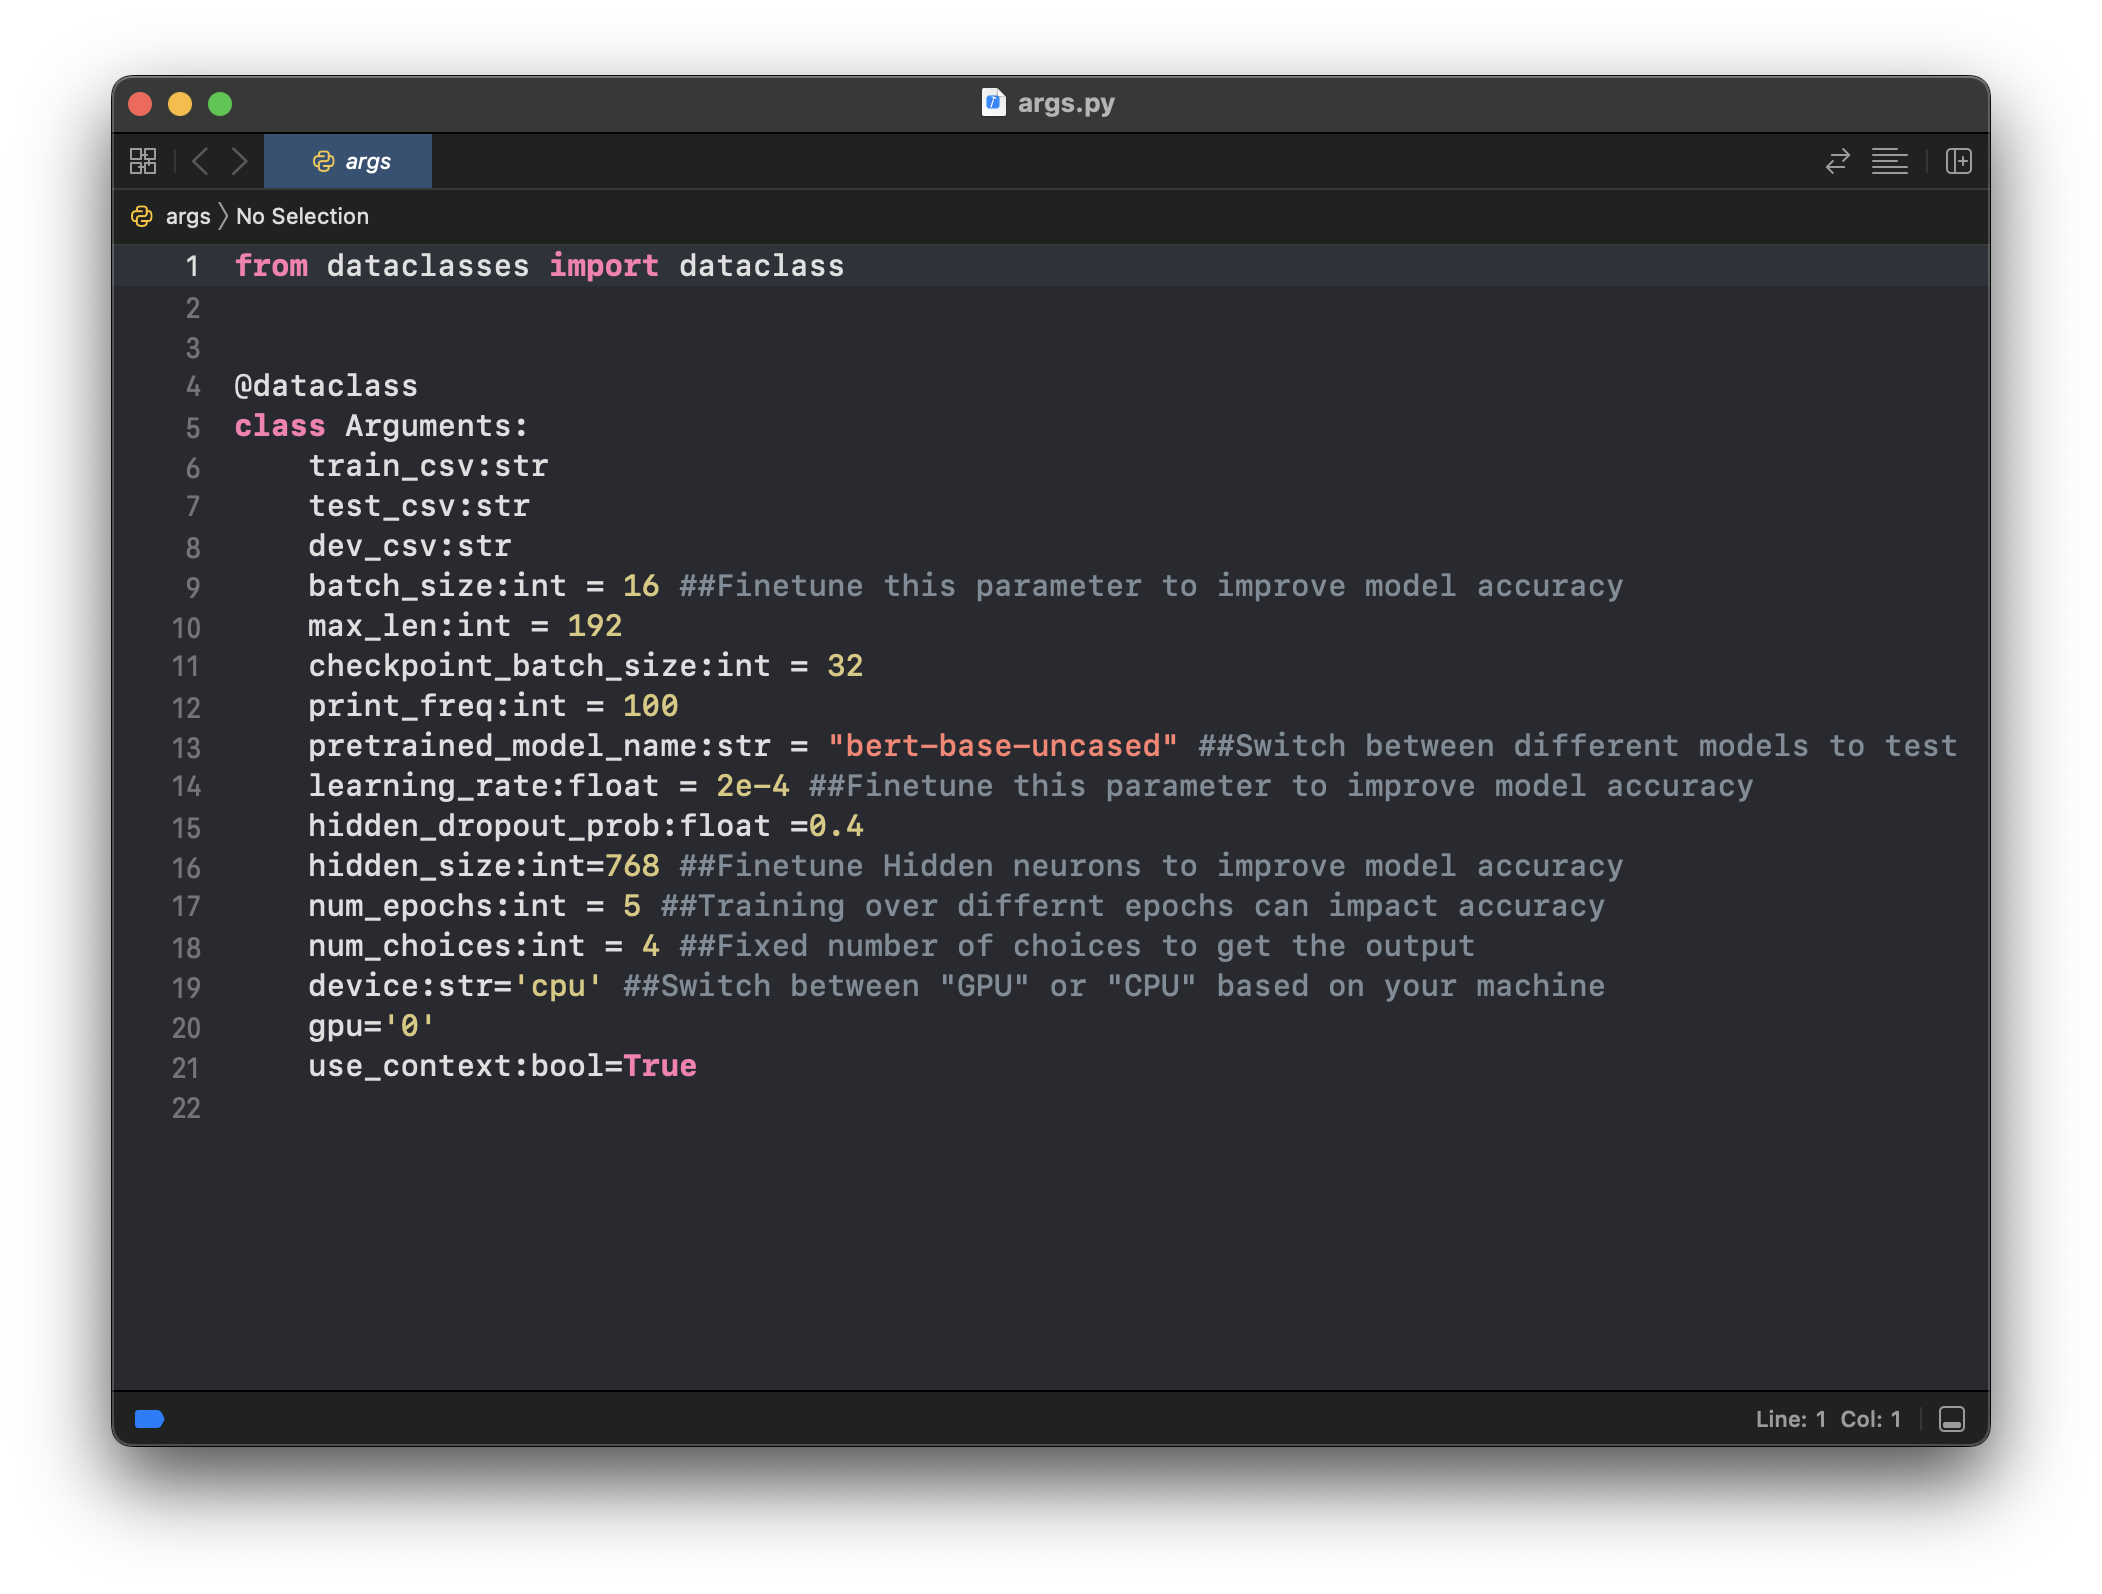 args.py
args
args 〉No Selection
1 from dataclasses import dataclass
2
3
4 @dataclass
5 class Arguments:
6     train_csv:str
7     test_csv:str
8     dev_csv:str
9     batch_size:int = 16 ##Finetune this parameter to improve model accuracy
10     max_len:int = 192
11     checkpoint_batch_size:int = 32
12     print_freq:int = 100
13     pretrained_model_name:str = "bert-base-uncased" ##Switch between different models to test
14     learning_rate:float = 2e-4 ##Finetune this parameter to improve model accuracy
15     hidden_dropout_prob:float =0.4
16     hidden_size:int=768 ##Finetune Hidden neurons to improve model accuracy
17     num_epochs:int = 5 ##Training over differnt epochs can impact accuracy
18     num_choices:int = 4 ##Fixed number of choices to get the output
19     device:str='cpu' ##Switch between "GPU" or "CPU" based on your machine
20     gpu='0'
21     use_context:bool=True
22
Line: 1 Col: 1